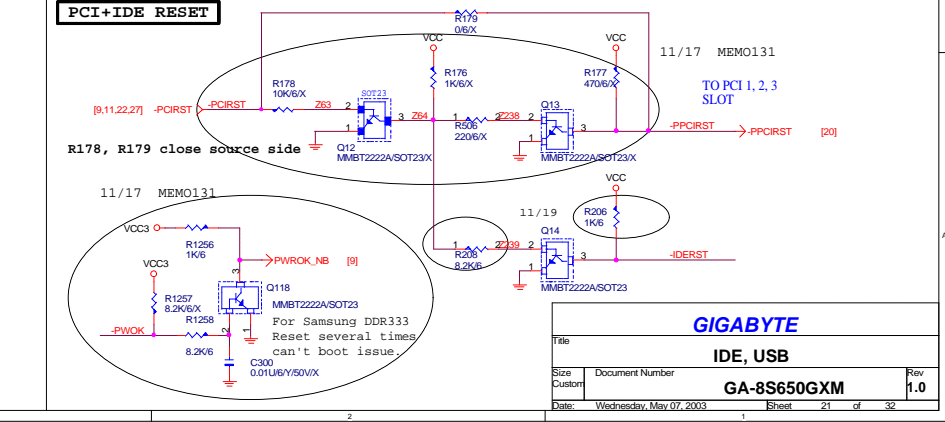 PCI+IDE RESET
R179
0/6/X
VCC
VCC
11/17 MEMO131
R178
10K/6/X
R176
1K/6/X
R177
470/6/X
TO PCI 1, 2, 3
SLOT
SOT23
Q13
[9,11,22,27] -PCIRST
-PCIRST
Z63
2
1
3
Z64
1
2
Z238
2
1
3
R506
220/6/X
-PPCIRST
-PPCIRST
[20]
R178, R179 close source side
Q12
MMBT2222A/SOT23/X
MMBT2222A/SOT23/X
VCC
11/17 MEMO131
11/19
R206
1K/6
VCC3
R1256
1K/6
PWROK_NB
[9]
1
2
Z239
2
1
3
R208
8.2K/6
Q14
-IDERST
MMBT2222A/SOT23
VCC3
R1257
8.2K/6/X
3
Q118
MMBT2222A/SOT23
-PWOK
R1258
8.2K/6
2
1
For Samsung DDR333
Reset several times
can't boot issue.
C300
0.01U/6/Y/50V/X
GIGABYTE
Title
IDE, USB
Size
Custom
Document Number
GA-8S650GXM
Rev
1.0
Date:
Wednesday, May 07, 2003
Sheet
21
of
32
2
1
A